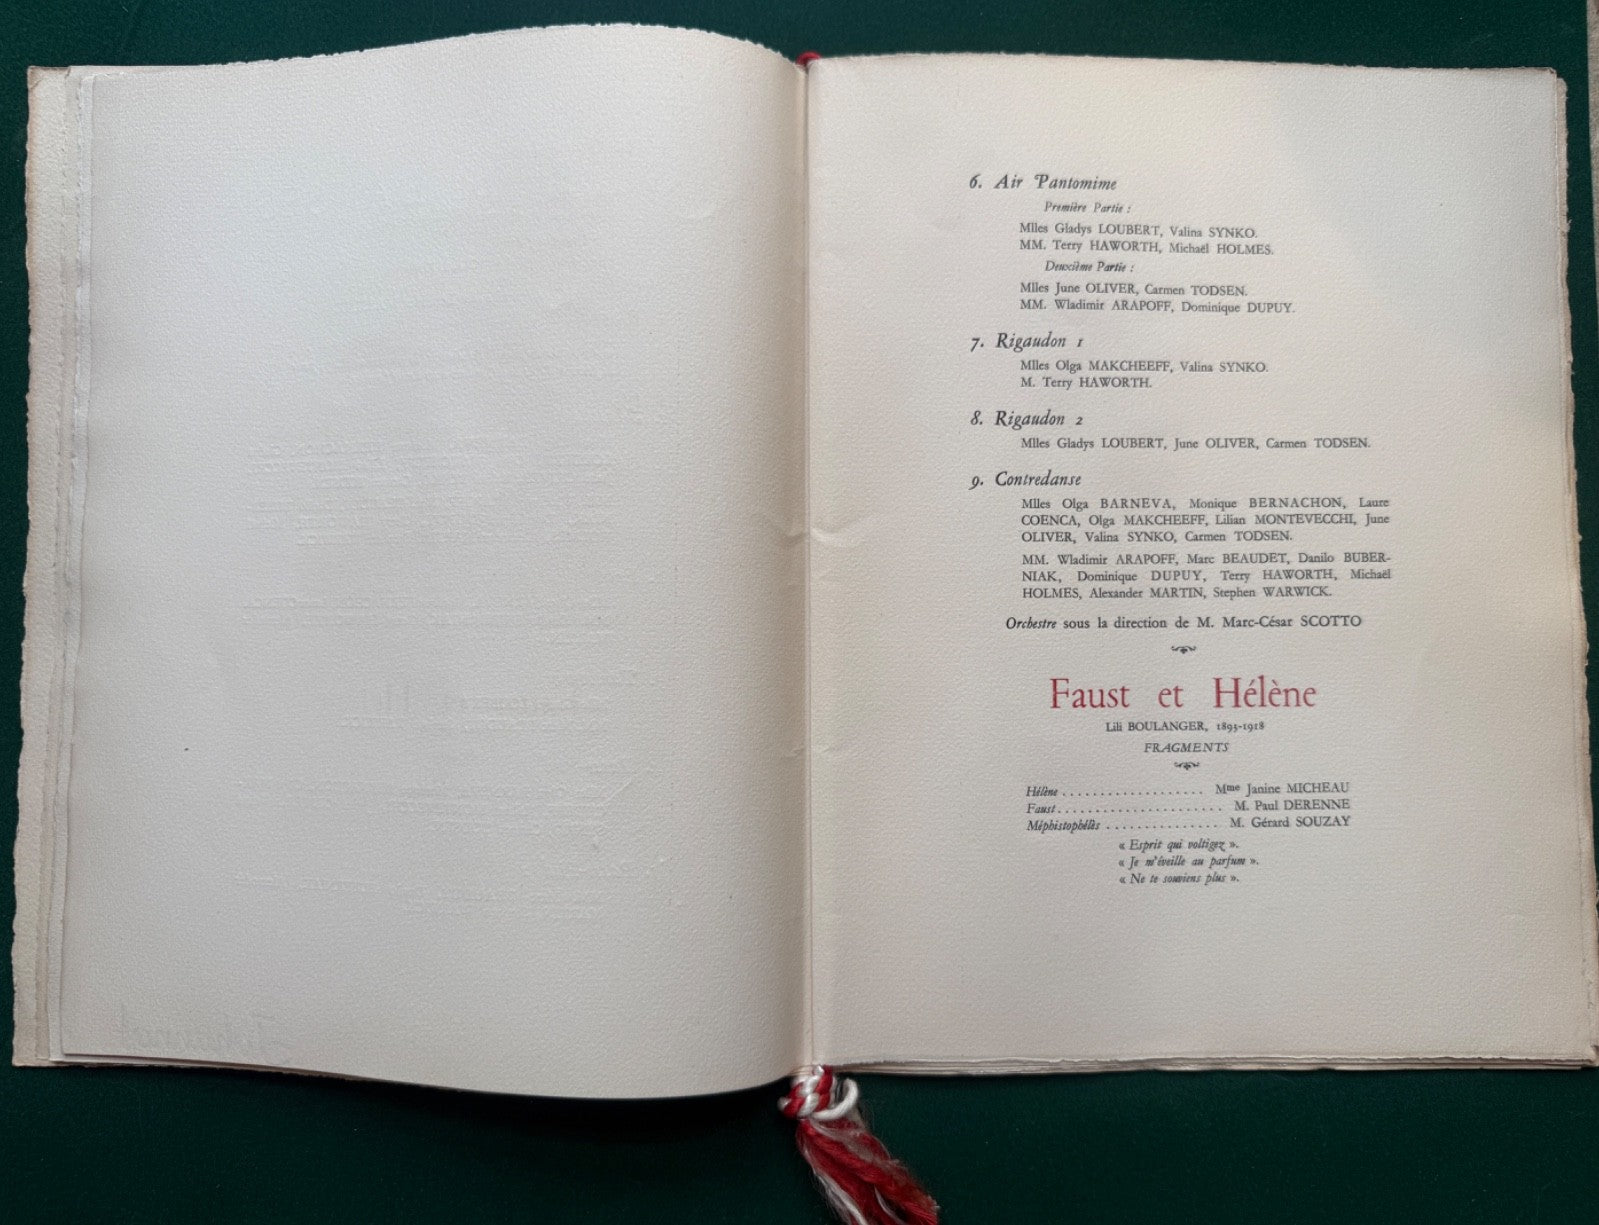 6. Air Pantomime
Première Partie :
Mlles Gladys LOUBERT, Valina SYNKO.
MM. Terry HAWORTH, Michaël HOLMES.
Deuxième Partie :
Mlles June OLIVER, Carmen TODSEN.
MM. Wladimir ARAPOFF, Dominique DUPUY.
7. Rigaudon 1
Mlles Olga MAKCHEEFF, Valina SYNKO.
M. Terry HAWORTH.
8. Rigaudon 2
Mlles Gladys LOUBERT, June OLIVER, Carmen TODSEN.
9. Contredanse
Mlles Olga BARNEVA, Monique BERNACHON, Laure
COENCA, Olga MAKCHEEFF, Lilian MONTEVECCHI, June
OLIVER, Valina SYNKO, Carmen TODSEN.
MM. Wladimir ARAPOFF, Marc BEAUDET, Danilo BUBER-
NIAK, Dominique DUPUY, Terry HAWORTH, Michaël
HOLMES, Alexander MARTIN, Stephen WARWICK.
Orchestre sous la direction de M. Marc-César SCOTTO
Faust et Hélène
Lili BOULANGER, 1893-1918
FRAGMENTS
Hélène . . . . . . . . . . . . . . . . . . . Mme Janine MICHEAU
Faust . . . . . . . . . . . . . . . . . . . . . . M. Paul DERENNE
Méphistophélès . . . . . . . . . . . . . . . M. Gérard SOUZAY
« Esprit qui voltigez ».
« Je m'éveille au parfum ».
« Ne te souviens plus ».